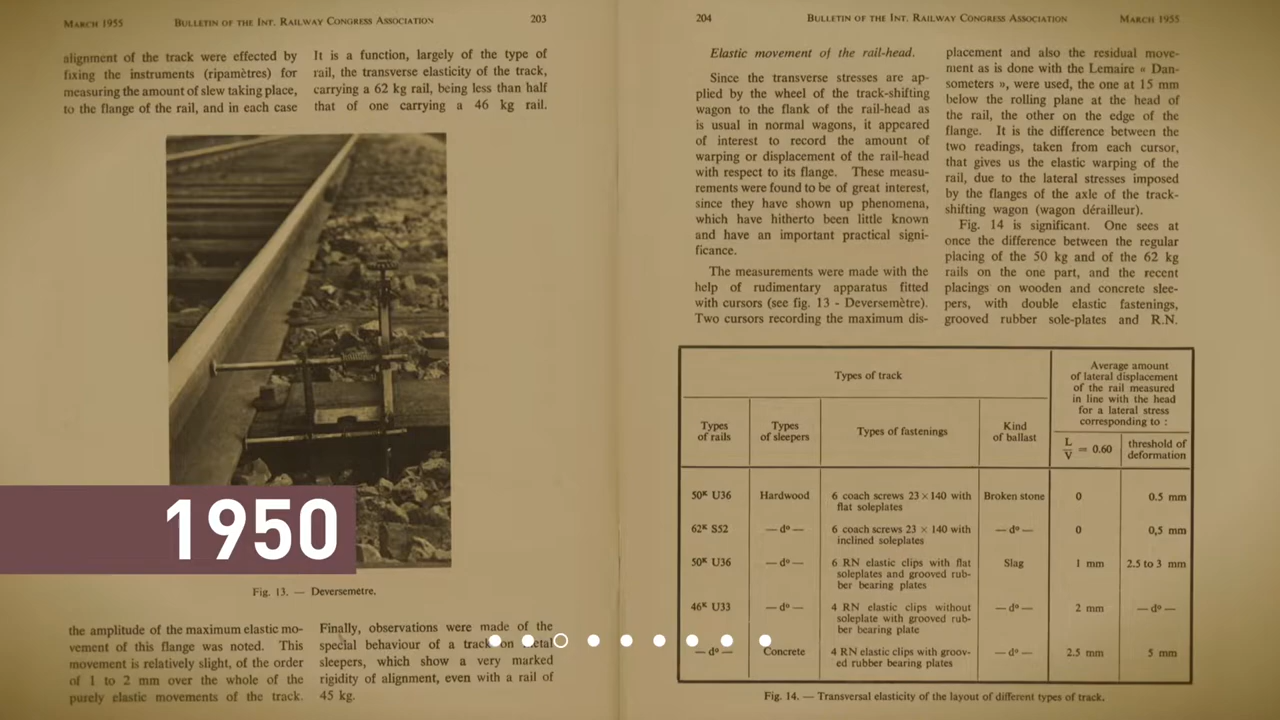 MARCH 1955 BULLETIN OF THE INT. RAILWAY CONGRESS ASSOCIATION 203
alignment of the track were effected by
fixing the instruments (ripamètres) for
measuring the amount of slew taking place,
to the flange of the rail, and in each case
It is a function, largely of the type of
rail, the transverse elasticity of the track,
carrying a 62 kg rail, being less than half
that of one carrying a 46 kg rail.
1950
Fig. 13. — Deversemetre.
the amplitude of the maximum elastic mo-
vement of this flange was noted. This
movement is relatively slight, of the order
of 1 to 2 mm over the whole of the
purely elastic movements of the track.
Finally, observations were made of the
special behaviour of a track on metal
sleepers, which show a very marked
rigidity of alignment, even with a rail of
45 kg.
204 BULLETIN OF THE INT. RAILWAY CONGRESS ASSOCIATION MARCH 1955
Elastic movement of the rail-head.
Since the transverse stresses are ap-
plied by the wheel of the track-shifting
wagon to the flank of the rail-head as
is usual in normal wagons, it appeared
of interest to record the amount of
warping or displacement of the rail-head
with respect to its flange. These measu-
rements were found to be of great interest,
since they have shown up phenomena,
which have hitherto been little known
and have an important practical signi-
ficance.
The measurements were made with the
help of rudimentary apparatus fitted
with cursors (see fig. 13 - Deversemètre).
Two cursors recording the maximum dis-
placement and also the residual move-
ment as is done with the Lemaire « Dan-
someters », were used, the one at 15 mm
below the rolling plane at the head of
the rail, the other on the edge of the
flange. It is the difference between the
two readings, taken from each cursor,
that gives us the elastic warping of the
rail, due to the lateral stresses imposed
by the flanges of the axle of the track-
shifting wagon (wagon dérailleur).
Fig. 14 is significant. One sees at
once the difference between the regular
placing of the 50 kg and of the 62 kg
rails on the one part, and the recent
placings on wooden and concrete slee-
pers, with double elastic fastenings,
grooved rubber sole-plates and R.N.
Types of track
Average amount
of lateral displacement
of the rail measured
in line with the head
for a lateral stress
corresponding to :
Types
of rails
Types
of sleepers
Types of fastenings
Kind
of ballast
L/V = 0.60
threshold of
deformation
50ᴷ U36 Hardwood 6 coach screws 23 × 140 with Broken stone 0 0.5 mm
flat soleplates
62ᴷ S52 — dº — 6 coach screws 23 × 140 with — dº — 0 0,5 mm
inclined soleplates
50ᴷ U36 — dº — 6 RN elastic clips with flat Slag 1 mm 2.5 to 3 mm
soleplates and grooved rub-
ber bearing plates
46ᴷ U33 — dº — 4 RN elastic clips without — dº — 2 mm — dº —
soleplate with grooved rub-
ber bearing plate
— dº — Concrete 4 RN elastic clips with groov- — dº — 2.5 mm 5 mm
ed rubber bearing plates
Fig. 14. — Transversal elasticity of the layout of different types of track.